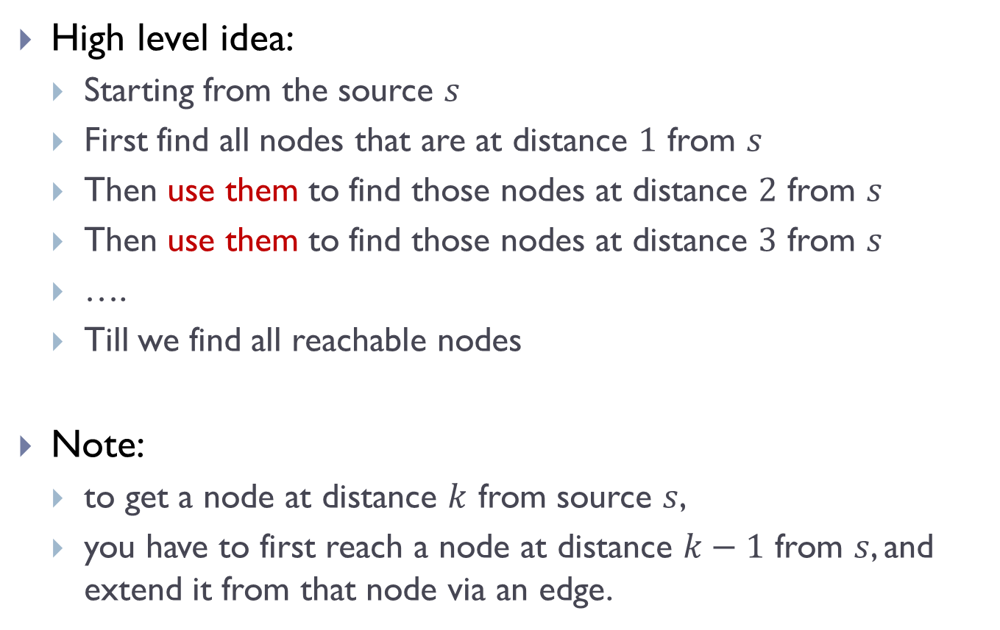 High level idea:
Starting from the source s
First find all nodes that are at distance 1 from s
Then use them to find those nodes at distance 2 from s
Then use them to find those nodes at distance 3 from s
….
Till we find all reachable nodes
Note:
to get a node at distance k from source s,
you have to first reach a node at distance k − 1 from s, and
extend it from that node via an edge.